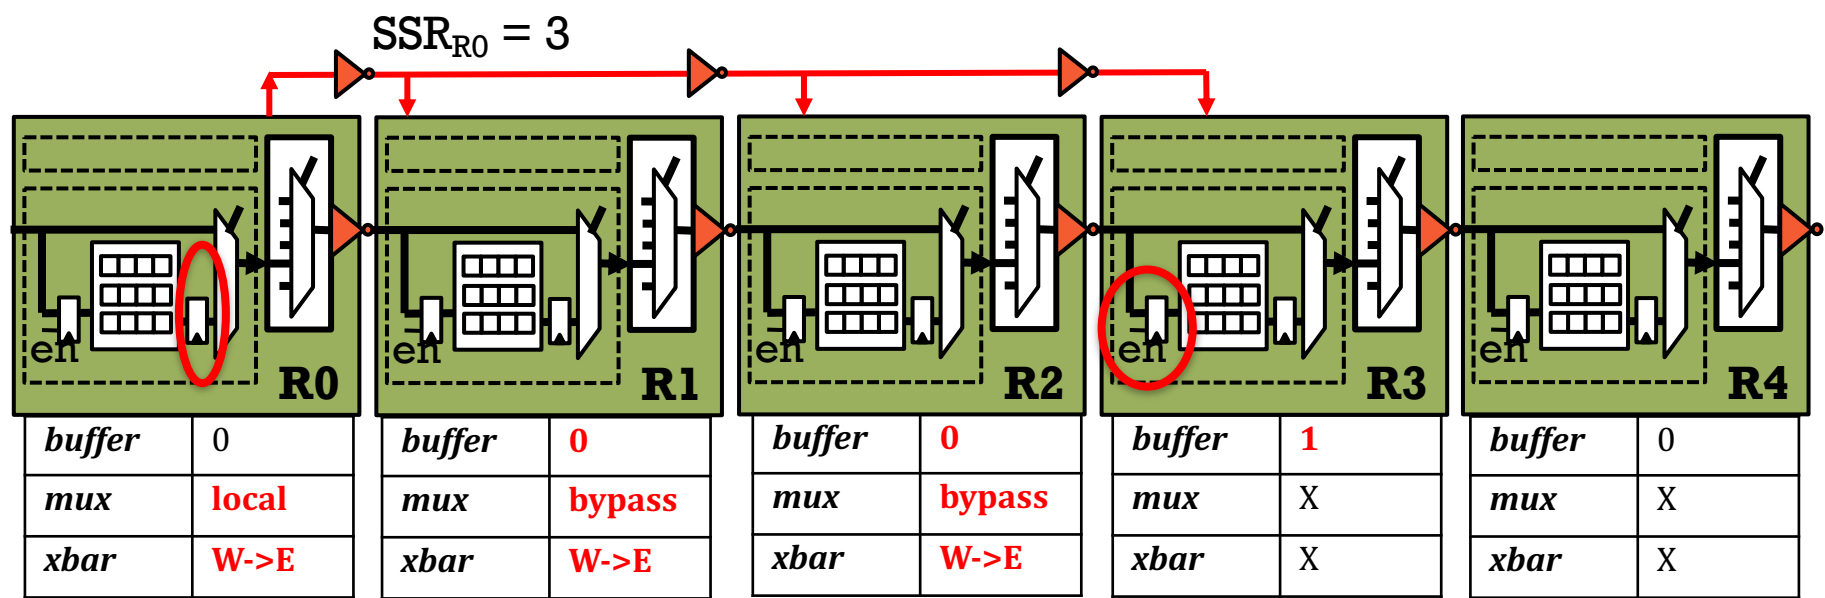 SSR_R0 = 3
en en en en en
R0 R1 R2 R3 R4
buffer 0 buffer 0 buffer 0 buffer 1 buffer 0
mux local mux bypass mux bypass mux X mux X
xbar W->E xbar W->E xbar W->E xbar X xbar X